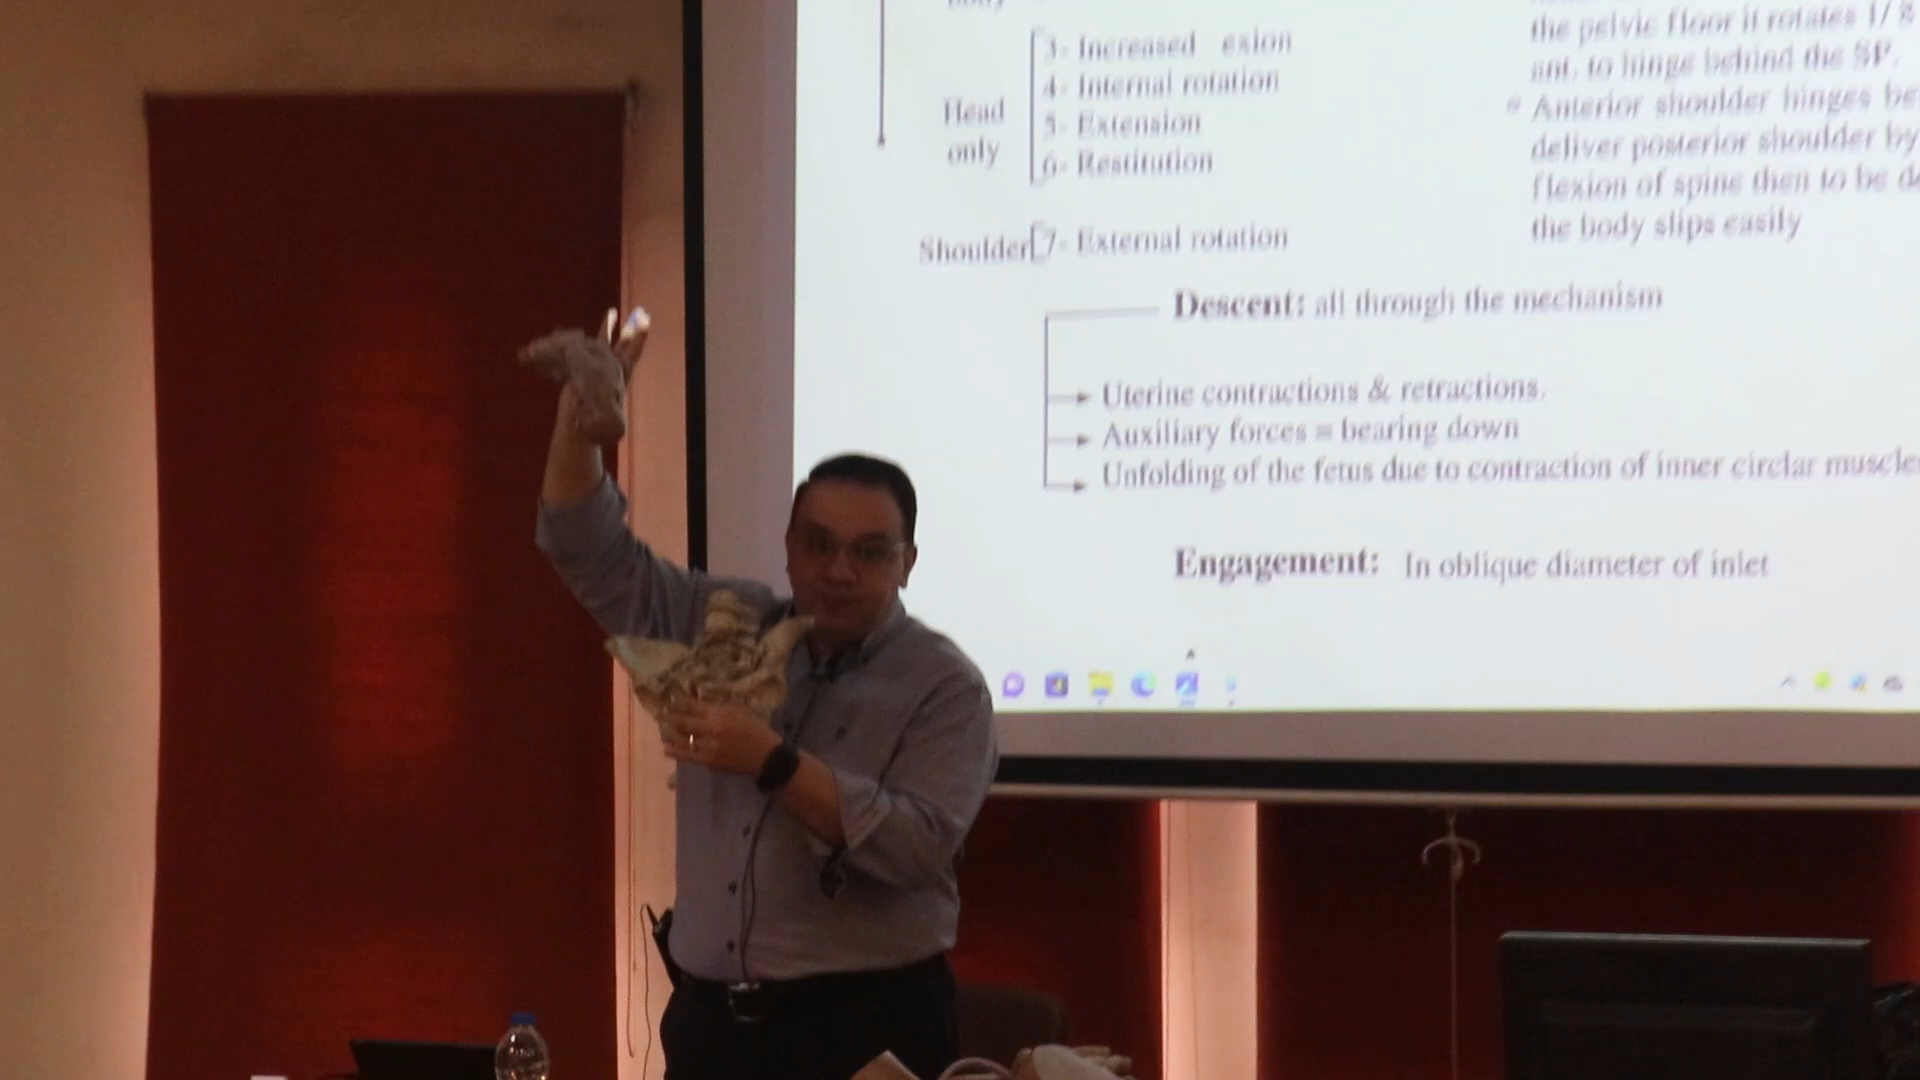 3- Increased exion
4- Internal rotation
5- Extension
6- Restitution
Head
only
Shoulder
7- External rotation
the pelvic floor it rotates 1/8
ant. to hinge behind the SP.
* Anterior shoulder hinges be
deliver posterior shoulder by
flexion of spine then to be de
the body slips easily
Descent: all through the mechanism
Uterine contractions & retractions.
Auxiliary forces = bearing down
Unfolding of the fetus due to contraction of inner circlar muscles
Engagement: In oblique diameter of inlet